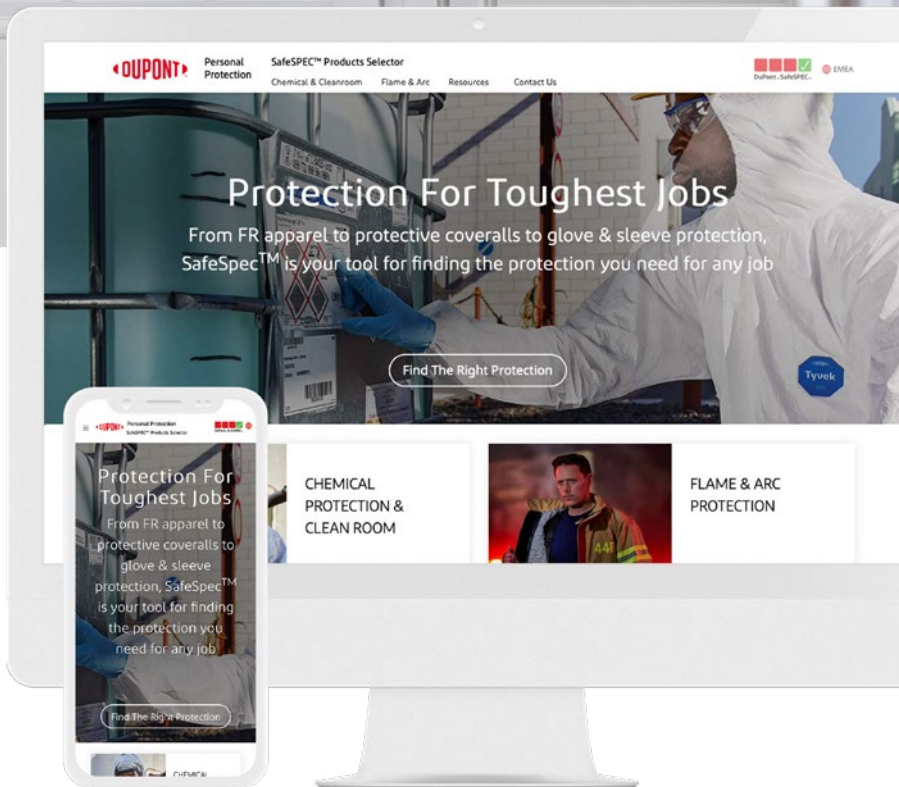 DUPONT
Personal
Protection
SafeSPEC™ Products Selector
Chemical & Cleanroom Flame & Arc Resources Contact Us
DuPont™ SafeSPEC™
EMEA
Protection For Toughest Jobs
From FR apparel to protective coveralls to glove & sleeve protection,
SafeSpec™ is your tool for finding the protection you need for any job
Find The Right Protection
Tyvek
CHEMICAL
PROTECTION &
CLEAN ROOM
441
FLAME & ARC
PROTECTION
DUPONT
Personal Protection
SafeSPEC™ Products Selector
Protection For
Toughest Jobs
From FR apparel to
protective coveralls to
glove & sleeve
protection, SafeSpec™
is your tool for finding
the protection you
need for any job
Find The Right Protection
CHEMICAL